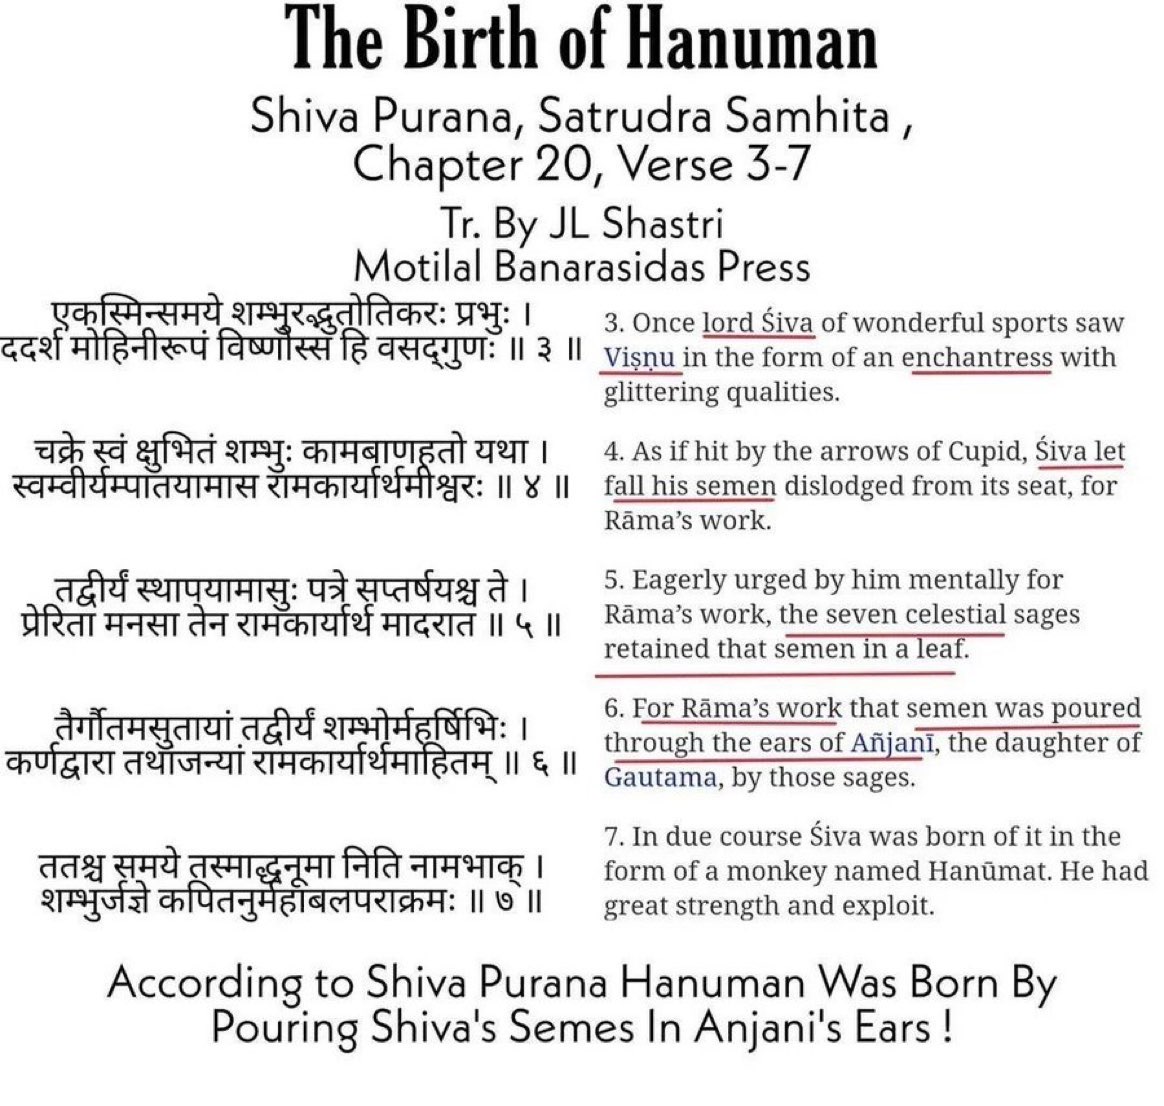 The Birth of Hanuman
Shiva Purana, Satrudra Samhita ,
Chapter 20, Verse 3-7
Tr. By JL Shastri
Motilal Banarasidas Press
एकस्मिन्समये शम्भुरद्भुतोतिकरः प्रभुः ।
ददर्श मोहिनीरूपं विष्णोस्स हि वसद्गुणः ॥ ३ ॥
3. Once lord Śiva of wonderful sports saw
Viṣṇu in the form of an enchantress with
glittering qualities.
चक्रे स्वं क्षुभितं शम्भुः कामबाणहतो यथा ।
स्वम्वीर्यम्पातयामास रामकार्यार्थमीश्वरः ॥ ४ ॥
4. As if hit by the arrows of Cupid, Śiva let
fall his semen dislodged from its seat, for
Rāma’s work.
तद्वीर्यं स्थापयामासुः पत्रे सप्तर्षयश्च ते ।
प्रेरिता मनसा तेन रामकार्यार्थ मादरात ॥ ५ ॥
5. Eagerly urged by him mentally for
Rāma’s work, the seven celestial sages
retained that semen in a leaf.
तैर्गौतमसुतायां तद्वीर्यं शम्भोर्महर्षिभिः ।
कर्णद्वारा तथांजन्यां रामकार्यार्थमाहितम् ॥ ६ ॥
6. For Rāma’s work that semen was poured
through the ears of Añjanī, the daughter of
Gautama, by those sages.
ततश्च समये तस्माद्धनूमा निति नामभाक् ।
शम्भुर्जज्ञे कपितनुर्महाबलपराक्रमः ॥ ७ ॥
7. In due course Śiva was born of it in the
form of a monkey named Hanūmat. He had
great strength and exploit.
According to Shiva Purana Hanuman Was Born By
Pouring Shiva's Semes In Anjani's Ears !